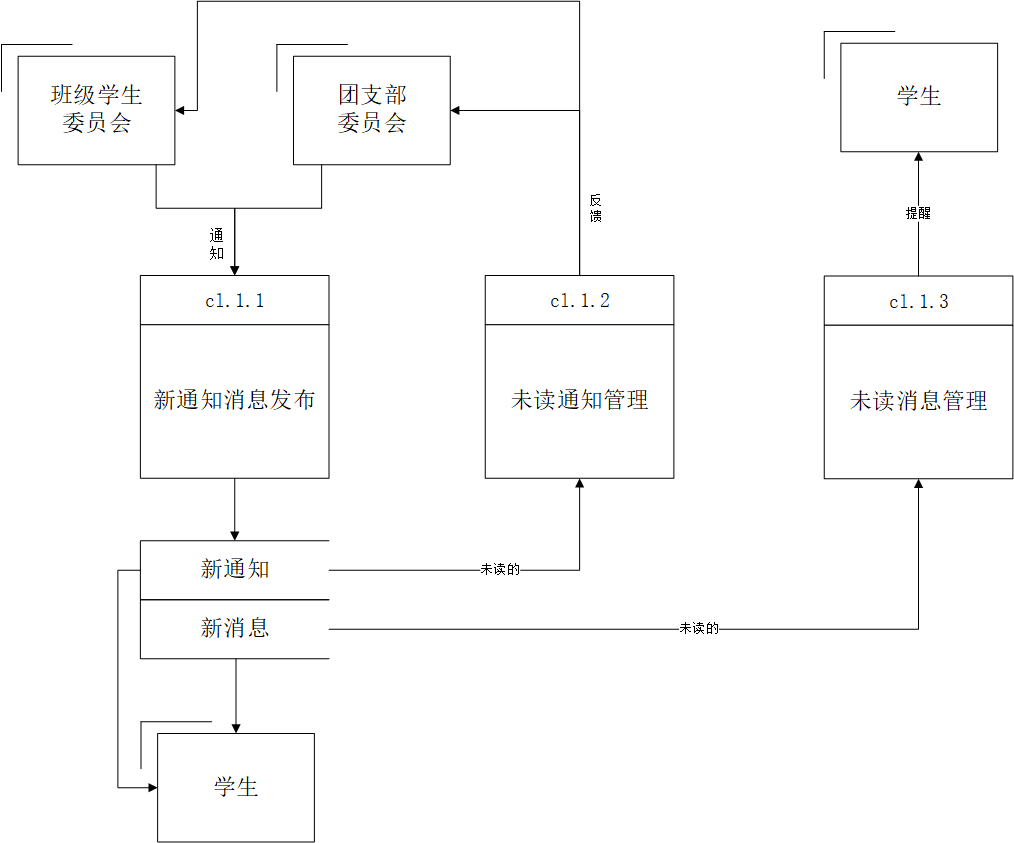 班级学生
委员会
团支部
委员会
学生
通
知
反
馈
提醒
cl.1.1
cl.1.2
cl.1.3
新通知消息发布
未读通知管理
未读消息管理
新通知
未读的
新消息
未读的
学生